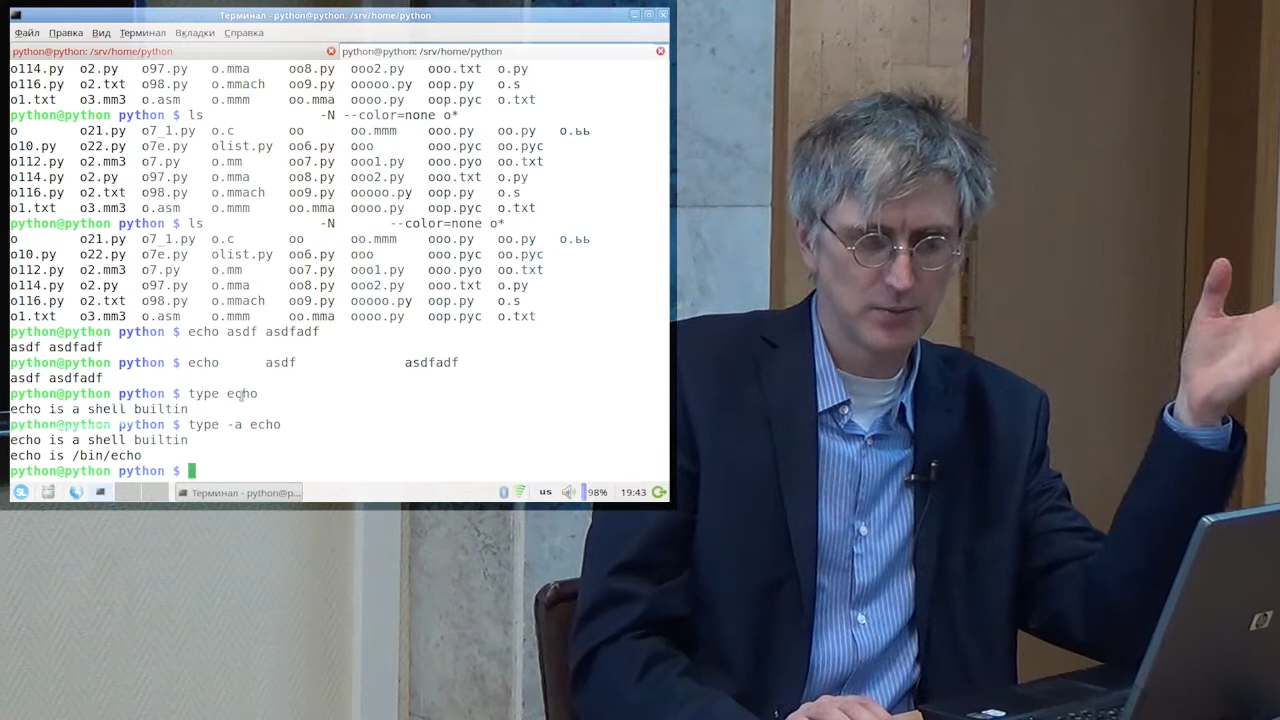 Терминал - python@python: /srv/home/python
Файл Правка Вид Терминал Вкладки Справка
python@python: /srv/home/python python@python: /srv/home/python
o114.py o2.py o97.py o.mma oo8.py ooo2.py ooo.txt o.py
o116.py o2.txt o98.py o.mmach oo9.py ooooo.py oop.py o.s
o1.txt o3.mm3 o.asm o.mmm oo.mma oooo.py oop.pyc o.txt
python@python python $ ls -N --color=none o*
o o21.py o7_1.py o.c oo oo.mmm ooo.py oo.py o.ьь
o10.py o22.py o7e.py olist.py oo6.py ooo ooo.pyc oo.pyc
o112.py o2.mm3 o7.py o.mm oo7.py ooo1.py ooo.pyo oo.txt
o114.py o2.py o97.py o.mma oo8.py ooo2.py ooo.txt o.py
o116.py o2.txt o98.py o.mmach oo9.py ooooo.py oop.py o.s
o1.txt o3.mm3 o.asm o.mmm oo.mma oooo.py oop.pyc o.txt
python@python python $ ls -N --color=none o*
o o21.py o7_1.py o.c oo oo.mmm ooo.py oo.py o.ьь
o10.py o22.py o7e.py olist.py oo6.py ooo ooo.pyc oo.pyc
o112.py o2.mm3 o7.py o.mm oo7.py ooo1.py ooo.pyo oo.txt
o114.py o2.py o97.py o.mma oo8.py ooo2.py ooo.txt o.py
o116.py o2.txt o98.py o.mmach oo9.py ooooo.py oop.py o.s
o1.txt o3.mm3 o.asm o.mmm oo.mma oooo.py oop.pyc o.txt
python@python python $ echo asdf asdfadf
asdf asdfadf
python@python python $ echo asdf asdfadf
asdf asdfadf
python@python python $ type echo
echo is a shell builtin
python@python python $ type -a echo
echo is a shell builtin
echo is /bin/echo
python@python python $
Терминал - python@p... us 98% 19:43
hp